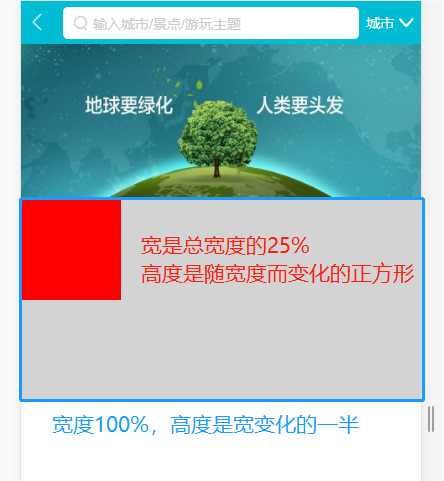 输入城市/景点/游玩主题
城市
地球要绿化
人类要头发
宽是总宽度的25%
高度是随宽度而变化的正方形
宽度100%，高度是宽变化的一半